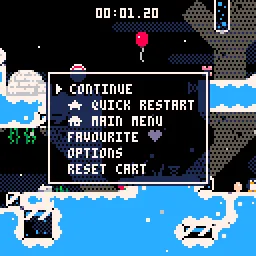 00:01.20
CONTINUE
QUICK RESTART
MAIN MENU
FAVOURITE
OPTIONS
RESET CART